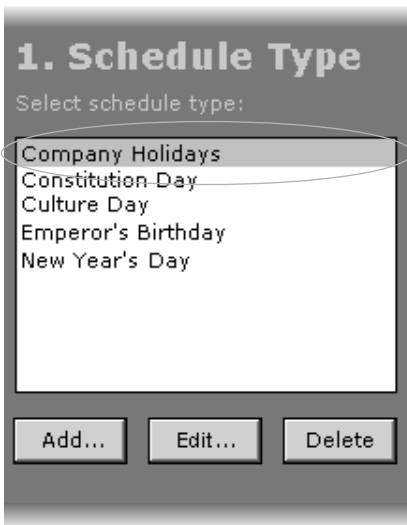 1. Schedule Type
Select schedule type:
Company Holidays
Constitution Day
Culture Day
Emperor's Birthday
New Year's Day
Add... Edit... Delete